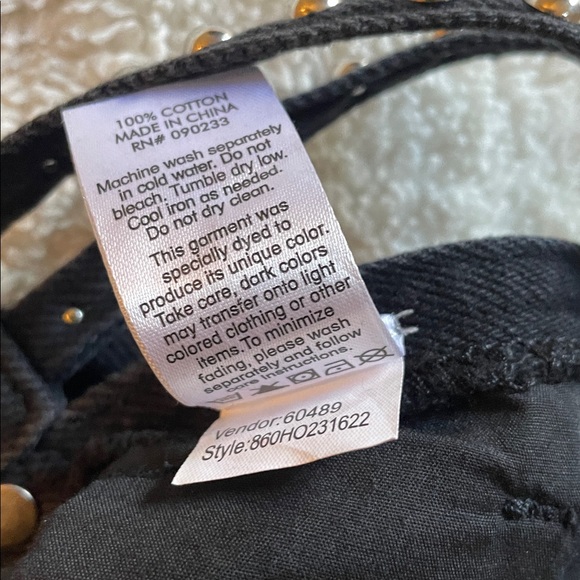 100% COTTON
MADE IN CHINA
RN# 090233
Machine wash separately
in cold water. Do not
bleach. Tumble dry low.
Cool iron as needed.
Do not dry clean.
This garment was
specially dyed to
produce its unique color.
Take care, dark colors
may transfer onto light
colored clothing or other
items. To minimize
fading, please wash
separately and follow
care instructions.
Vendor:60489
Style:860HO231622